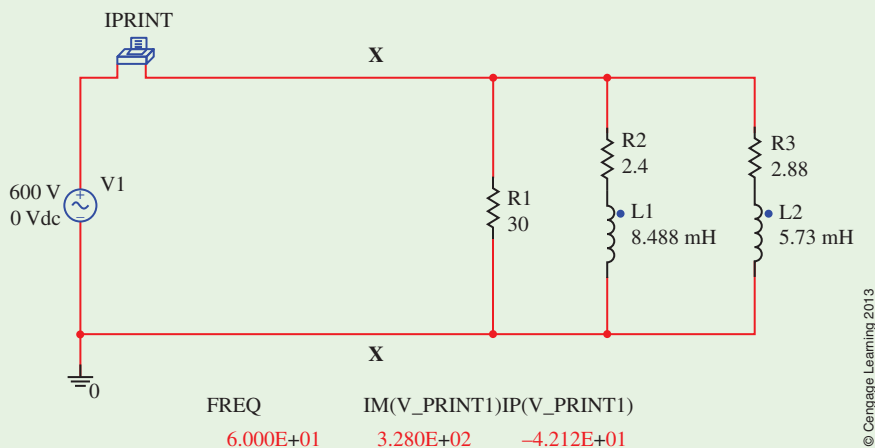 IPRINT
X
600 V
0 Vdc
V1
R1
30
R2
2.4
L1
8.488 mH
R3
2.88
L2
5.73 mH
X
0
FREQ IM(V_PRINT1)IP(V_PRINT1)
6.000E+01 3.280E+02 –4.212E+01
© Cengage Learning 2013